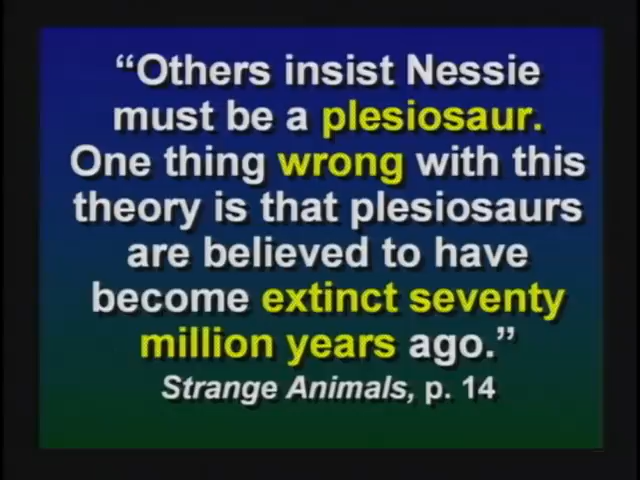 “Others insist Nessie
must be a plesiosaur.
One thing wrong with this
theory is that plesiosaurs
are believed to have
become extinct seventy
million years ago.”
Strange Animals, p. 14